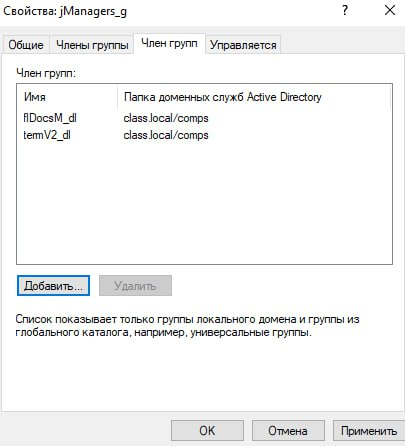 Свойства: jManagers_g
?
Общие Члены группы Член групп Управляется
Член групп:
Имя Папка доменных служб Active Directory
flDocsM_dl class.local/comps
termV2_dl class.local/comps
Добавить... Удалить
Список показывает только группы локального домена и группы из
глобального каталога, например, универсальные группы.
OK Отмена Применить